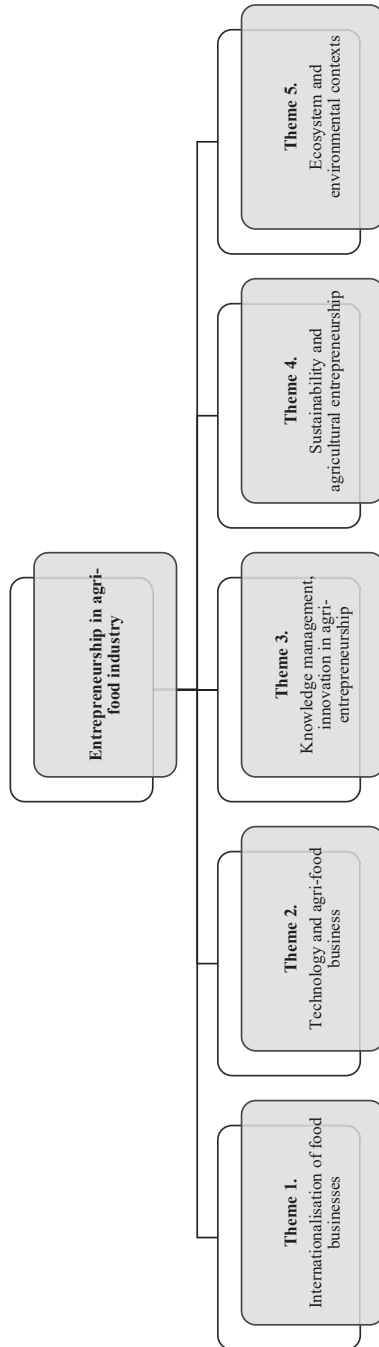 Entrepreneurship in agri-
food industry
Theme 1.
Internationalisation of food
businesses
Theme 2.
Technology and agri-food
business
Theme 3.
Knowledge management,
innovation in agri-
entrepreneurship
Theme 4.
Sustainability and
agricultural entrepreneurship
Theme 5.
Ecosystem and
environmental contexts